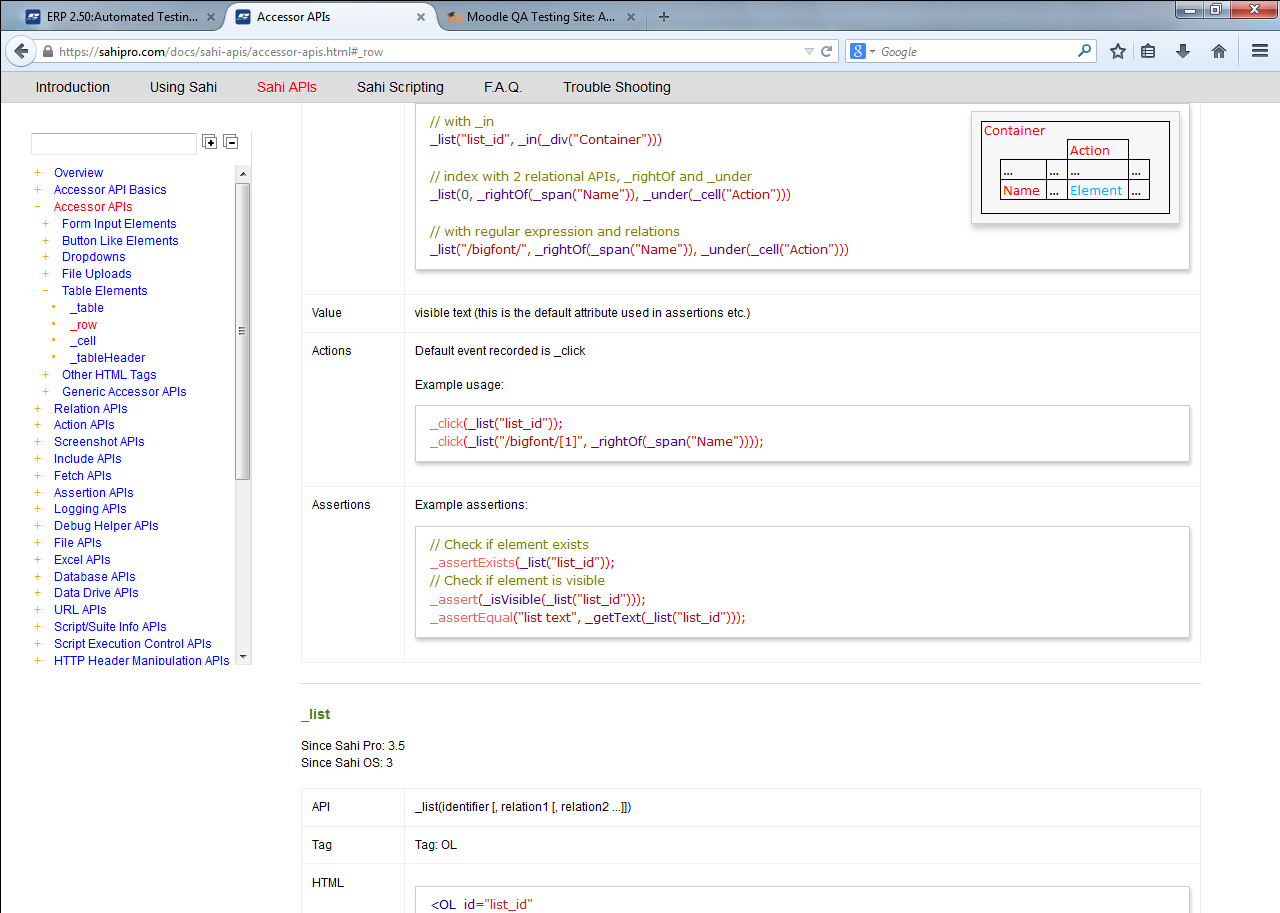 ERP 2.50:Automated Testin...
Accessor APIs
Moodle QA Testing Site: A...
https://sahipro.com/docs/sahi-apis/accessor-apis.html#_row
Google
Introduction
Using Sahi
Sahi APIs
Sahi Scripting
F.A.Q.
Trouble Shooting
Overview
Accessor API Basics
Accessor APIs
Form Input Elements
Button Like Elements
Dropdowns
File Uploads
Table Elements
_table
_row
_cell
_tableHeader
Other HTML Tags
Generic Accessor APIs
Relation APIs
Action APIs
Screenshot APIs
Include APIs
Fetch APIs
Assertion APIs
Logging APIs
Debug Helper APIs
File APIs
Excel APIs
Database APIs
Data Drive APIs
URL APIs
Script/Suite Info APIs
Script Execution Control APIs
HTTP Header Manipulation APIs
// with _in
_list("list_id", _in(_div("Container")))
// index with 2 relational APIs, _rightOf and _under
_list(0, _rightOf(_span("Name")), _under(_cell("Action")))
// with regular expression and relations
_list("/bigfont/", _rightOf(_span("Name")), _under(_cell("Action")))
Container
Action
... ... ... ...
Name ... Element ...
Value
visible text (this is the default attribute used in assertions etc.)
Actions
Default event recorded is _click
Example usage:
_click(_list("list_id"));
_click(_list("/bigfont/[1]", _rightOf(_span("Name"))));
Assertions
Example assertions:
// Check if element exists
_assertExists(_list("list_id"));
// Check if element is visible
_assert(_isVisible(_list("list_id")));
_assertEqual("list text", _getText(_list("list_id")));
_list
Since Sahi Pro: 3.5
Since Sahi OS: 3
API
_list(identifier [, relation1 [, relation2 ...]])
Tag
Tag: OL
HTML
<OL id="list_id"